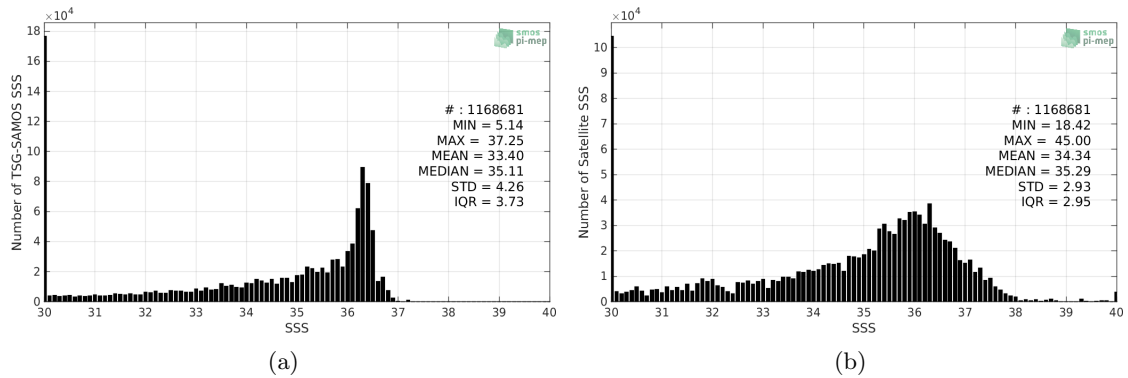 ×10⁴
18
16
14
12
10
8
6
4
2
0
Number of TSG-SAMOS SSS
smos
pi-mep
# : 1168681
MIN = 5.14
MAX = 37.25
MEAN = 33.40
MEDIAN = 35.11
STD = 4.26
IQR = 3.73
30 31 32 33 34 35 36 37 38 39 40
SSS
(a)
×10⁴
10
9
8
7
6
5
4
3
2
1
0
Number of Satellite SSS
smos
pi-mep
# : 1168681
MIN = 18.42
MAX = 45.00
MEAN = 34.34
MEDIAN = 35.29
STD = 2.93
IQR = 2.95
30 31 32 33 34 35 36 37 38 39 40
SSS
(b)